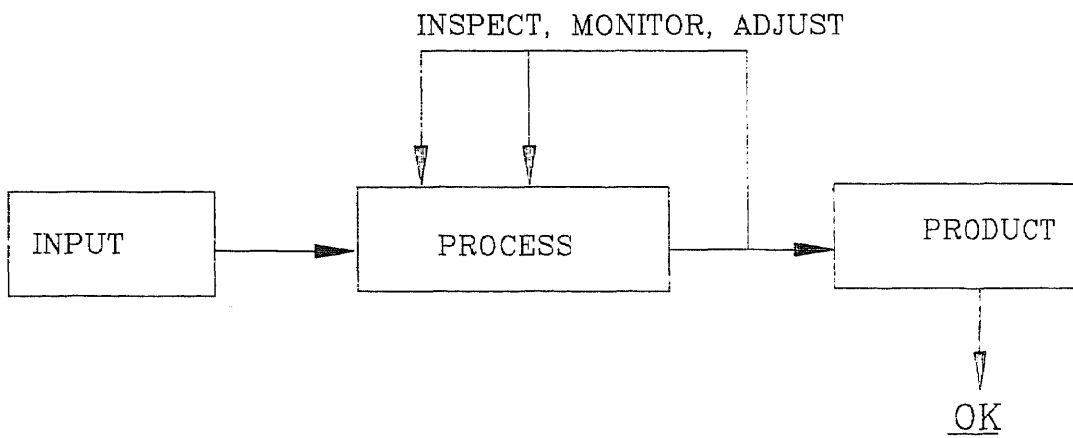 INSPECT, MONITOR, ADJUST
INPUT
PROCESS
PRODUCT
OK